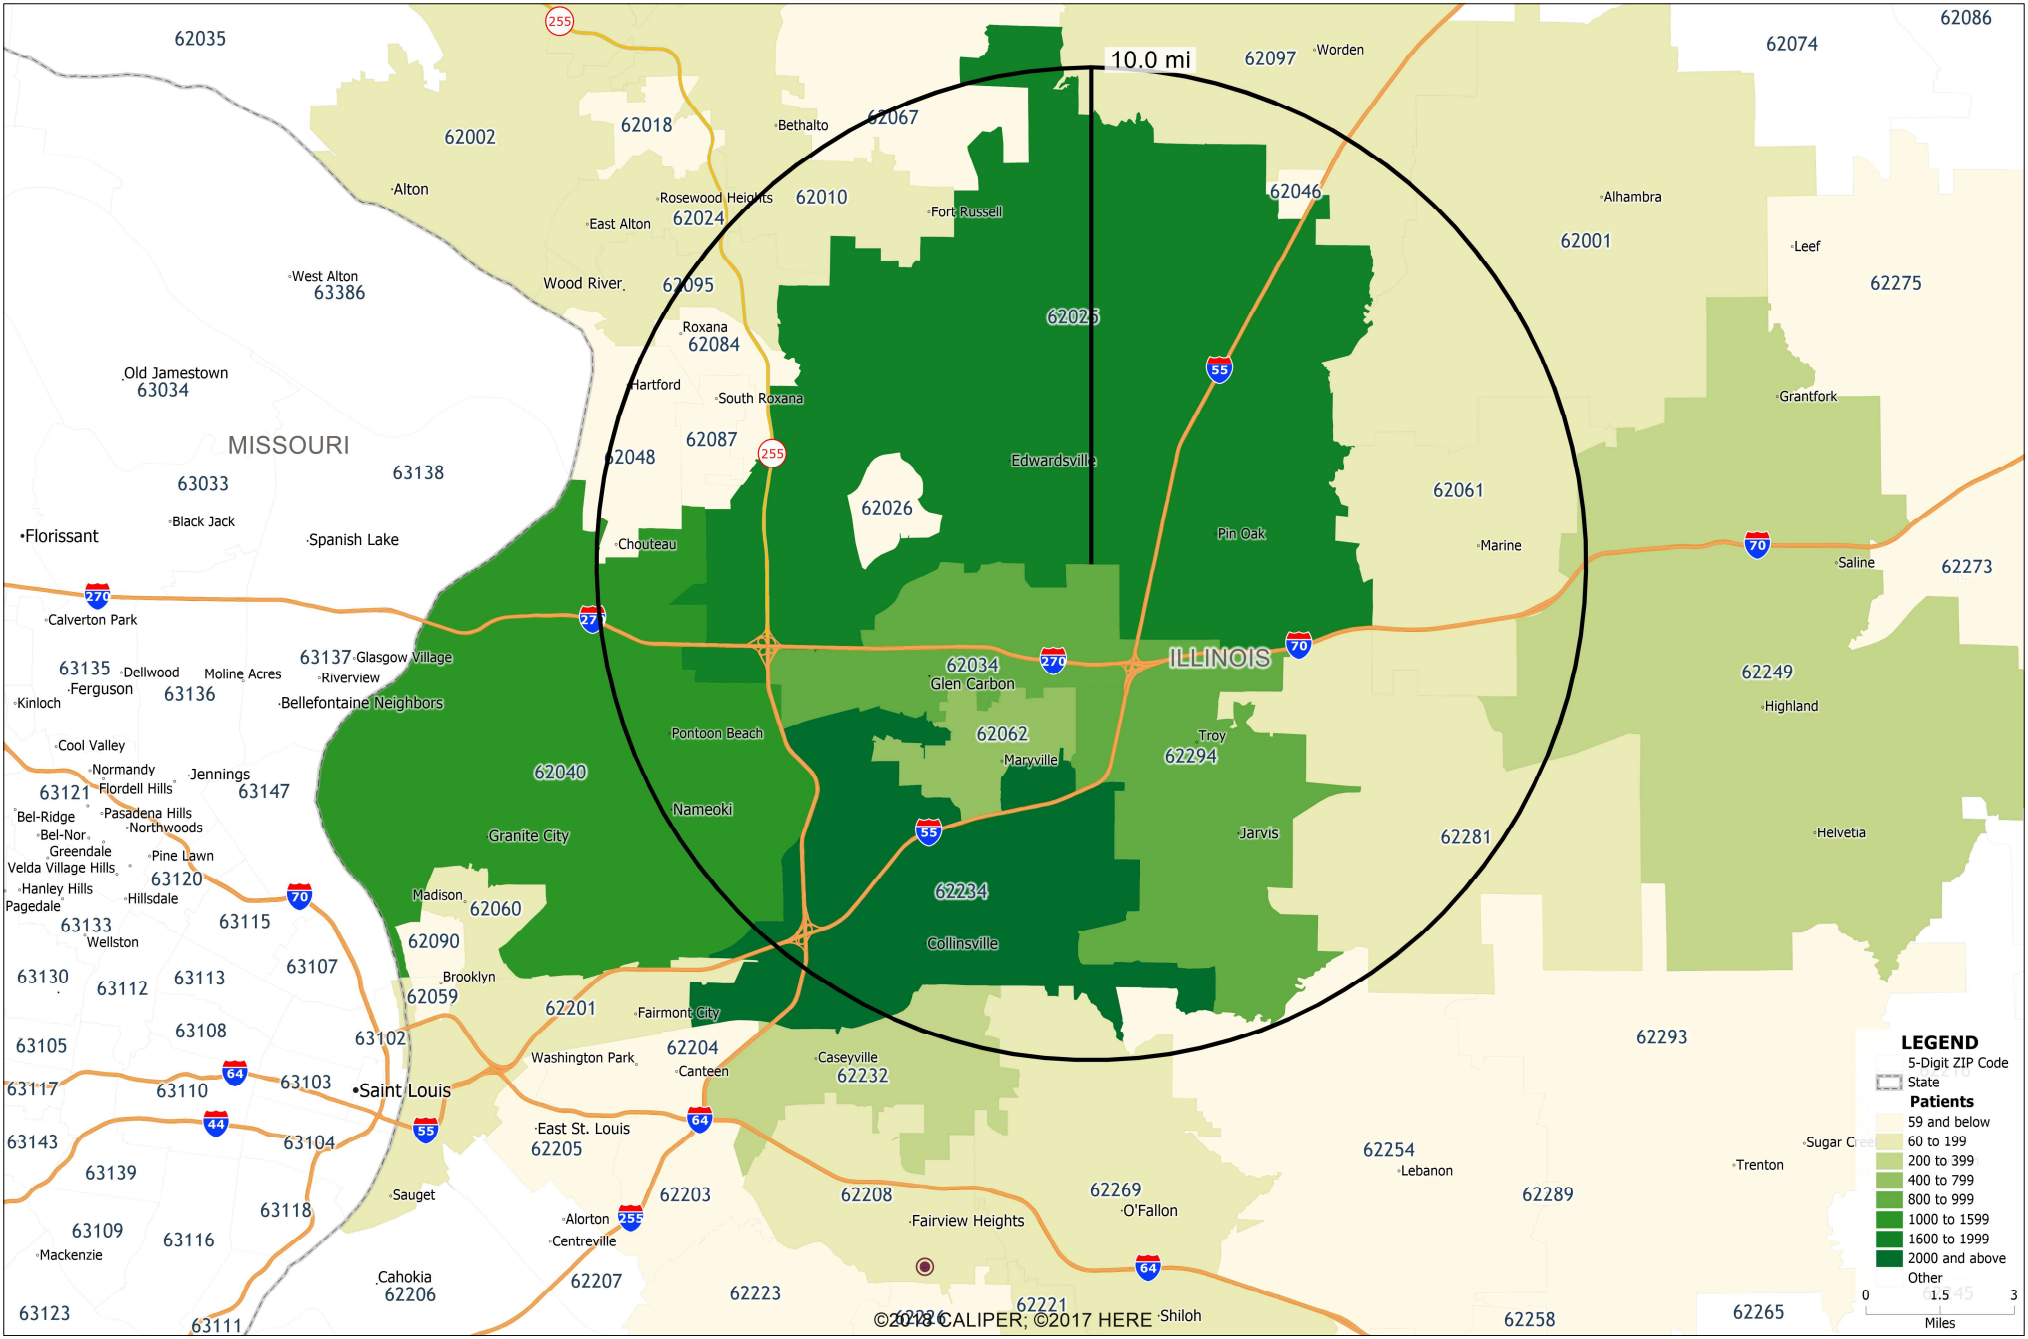 255
62035
62086
62074
10.0 mi
62097
Worden
62067
62018
Bethalto
62002
Alton
Rosewood Heights
62010
62024
Fort Russell
East Alton
62046
Alhambra
62001
Leef
West Alton
63386
Wood River
62095
62275
62025
Roxana
62084
55
Old Jamestown
63034
Hartford
South Roxana
Grantfork
MISSOURI
62087
62048
255
Edwardsville
63138
63033
62061
Black Jack
62026
Florissant
Spanish Lake
Chouteau
Pin Oak
Marine
70
Saline
62273
270
Calverton Park
270
70
63137
Glasgow Village
ILLINOIS
63135
Dellwood
Moline Acres
Riverview
62034
270
Glen Carbon
62249
Ferguson
63136
Kinloch
Bellefontaine Neighbors
Highland
Pontoon Beach
62062
Troy
62294
Cool Valley
Maryville
Normandy
Jennings
62040
Flordell Hills
63121
63147
Bel-Ridge
Pasadena Hills
Nameoki
Northwoods
Bel-Nor
Granite City
55
Jarvis
62281
Helvetia
Greendale
Pine Lawn
Velda Village Hills
63120
Hanley Hills
Hillsdale
70
Madison
62234
Pagedale
62060
63133
63115
Wellston
62090
Collinsville
63130
63113
63107
Brooklyn
63112
62059
62201
Fairmont City
63108
63102
63105
62204
Washington Park
Caseyville
62232
62293
64
Canteen
63103
63117
63110
Saint Louis
44
55
64
East St. Louis
62205
63143
63104
62254
Lebanon
Sugar Cree
Trenton
63139
Sauget
62203
62208
62269
O'Fallon
62289
63118
Alorton
255
Fairview Heights
63109
63116
Centreville
Mackenzie
64
Cahokia
62206
62207
62223
62221
62226
Shiloh
62258
62265
63123
63111
©2018 CALIPER; ©2017 HERE
LEGEND
5-Digit ZIP Code
State
Patients
59 and below
60 to 199
200 to 399
400 to 799
800 to 999
1000 to 1599
1600 to 1999
2000 and above
Other
0 1.5 3
Miles